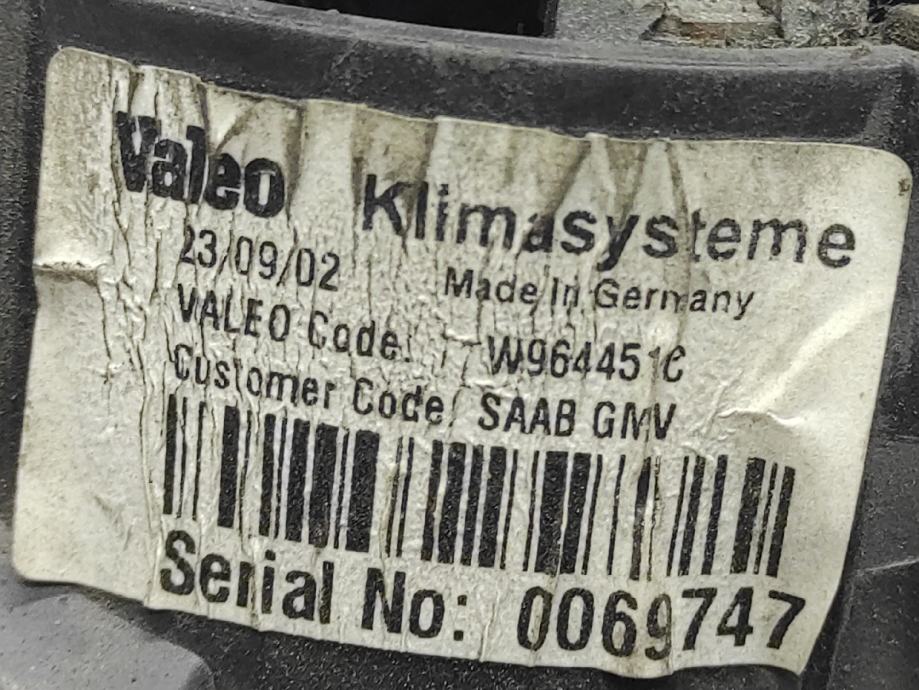 Valeo Klimasysteme
23/09/02 Made In Germany
VALEO Code: W964451C
Customer Code: SAAB GMV
Serial No: 0069747